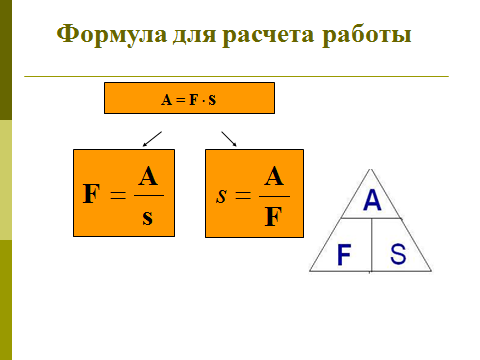 Формула для расчета работы
A = F · S
F = A / s
s = A / F
A
F S